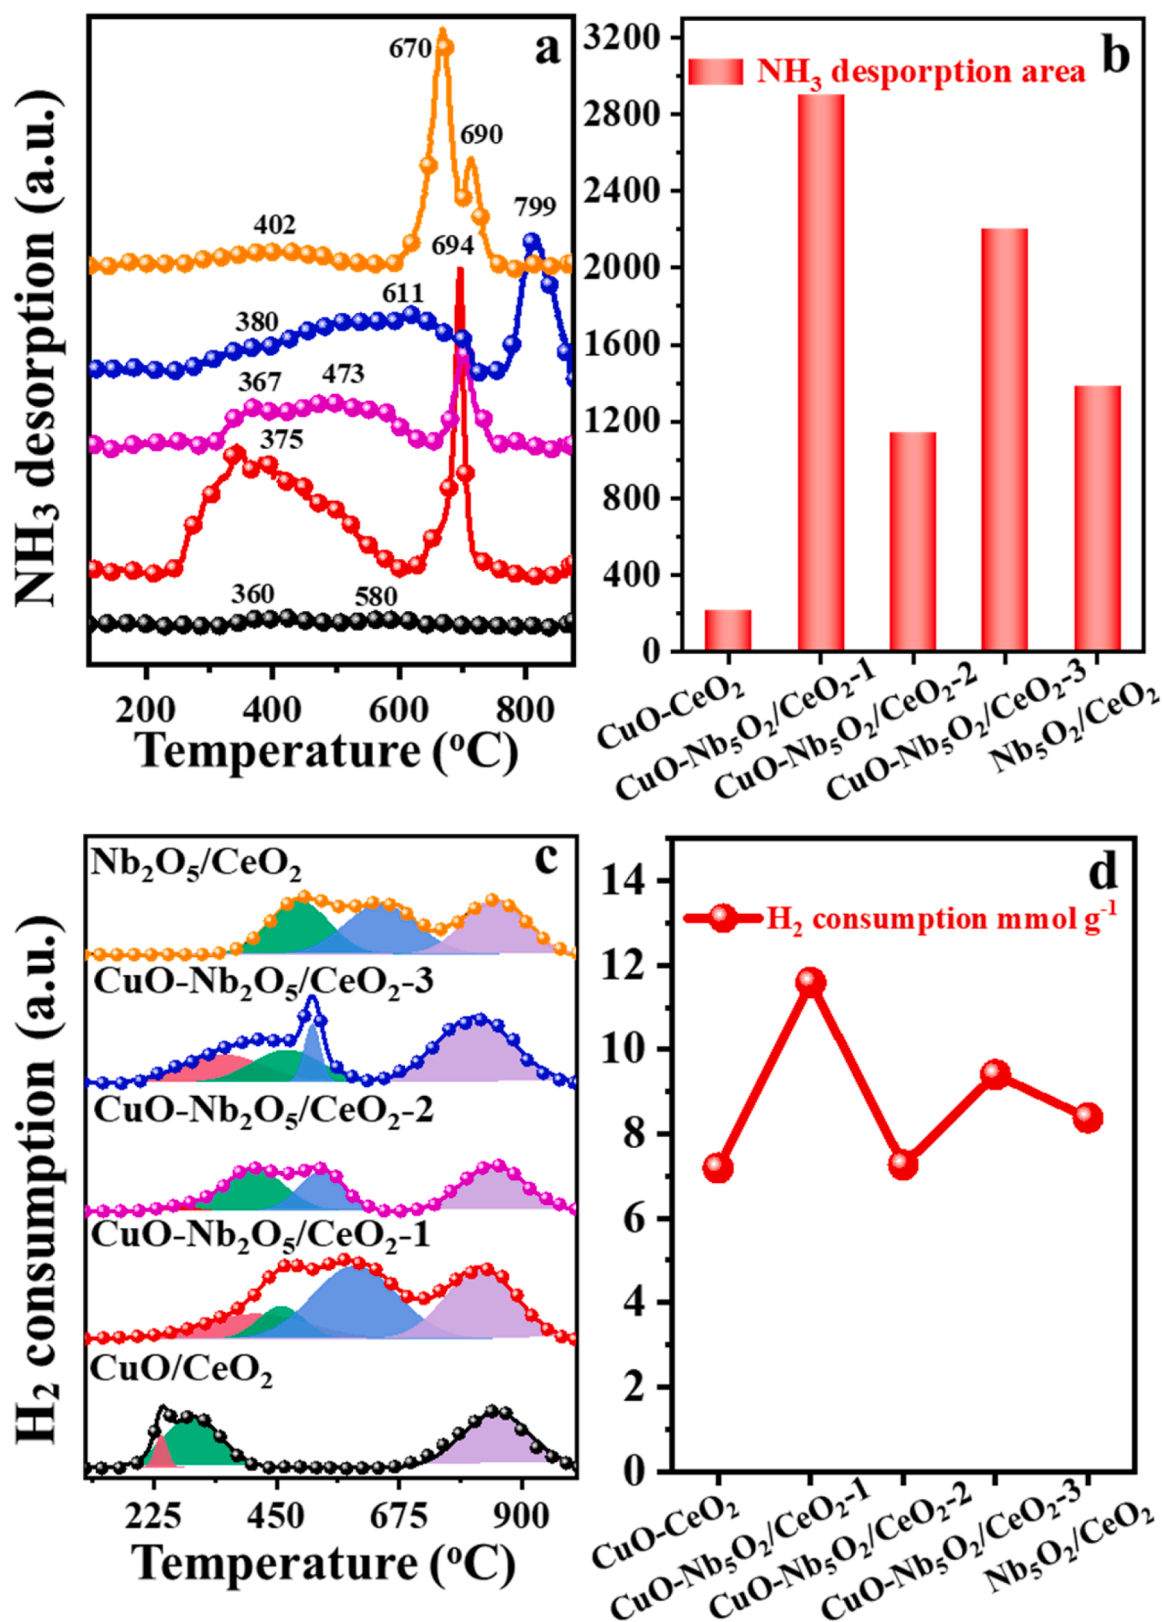 a
NH₃ desorption (a.u.)
670
690
402
799
694
611
380
367
473
375
360
580
200 400 600 800
Temperature (°C)
b
NH₃ desporption area
3200
2800
2400
2000
1600
1200
800
400
0
CuO-CeO₂
CuO-Nb₅O₂/CeO₂-1
CuO-Nb₅O₂/CeO₂-2
CuO-Nb₅O₂/CeO₂-3
Nb₅O₂/CeO₂
c
H₂ consumption (a.u.)
Nb₂O₅/CeO₂
CuO-Nb₂O₅/CeO₂-3
CuO-Nb₂O₅/CeO₂-2
CuO-Nb₂O₅/CeO₂-1
CuO/CeO₂
225 450 675 900
Temperature (°C)
d
H₂ consumption mmol g⁻¹
14
12
10
8
6
4
2
0
CuO-CeO₂
CuO-Nb₅O₂/CeO₂-1
CuO-Nb₅O₂/CeO₂-2
CuO-Nb₅O₂/CeO₂-3
Nb₅O₂/CeO₂